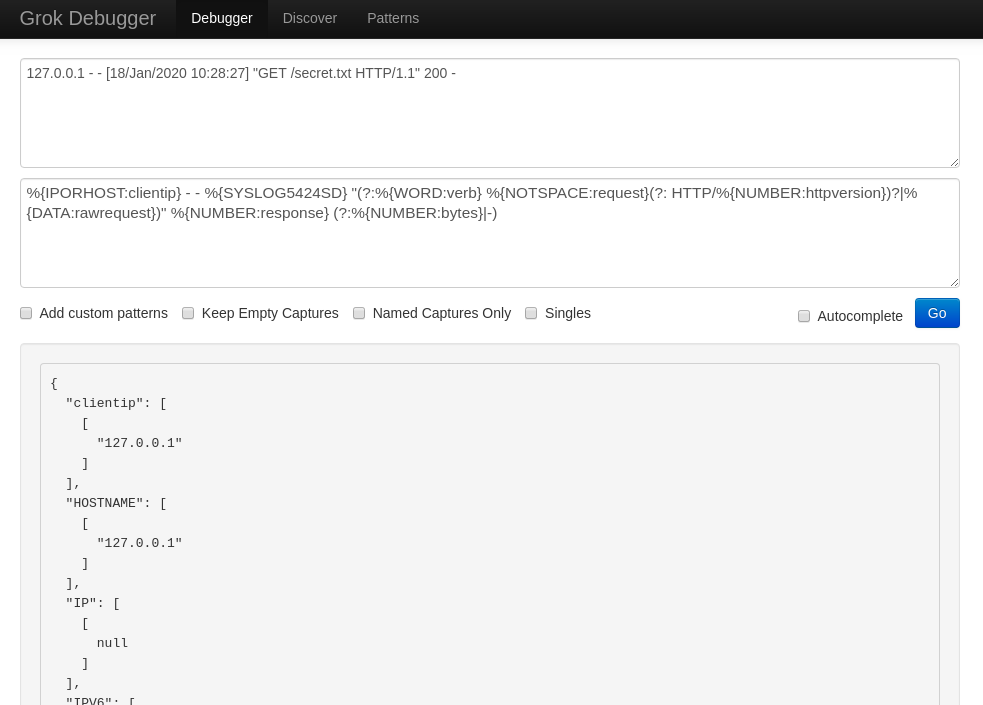 Grok Debugger Debugger Discover Patterns
127.0.0.1 - - [18/Jan/2020 10:28:27] "GET /secret.txt HTTP/1.1" 200 -
%{IPORHOST:clientip} - - %{SYSLOG5424SD} "(?:%{WORD:verb} %{NOTSPACE:request}(?: HTTP/%{NUMBER:httpversion})?|%
{DATA:rawrequest})" %{NUMBER:response} (?:%{NUMBER:bytes}|-)
Add custom patterns Keep Empty Captures Named Captures Only Singles Autocomplete Go
{
  "clientip": [
    [
      "127.0.0.1"
    ]
  ],
  "HOSTNAME": [
    [
      "127.0.0.1"
    ]
  ],
  "IP": [
    [
      null
    ]
  ],
  "IPV6": [